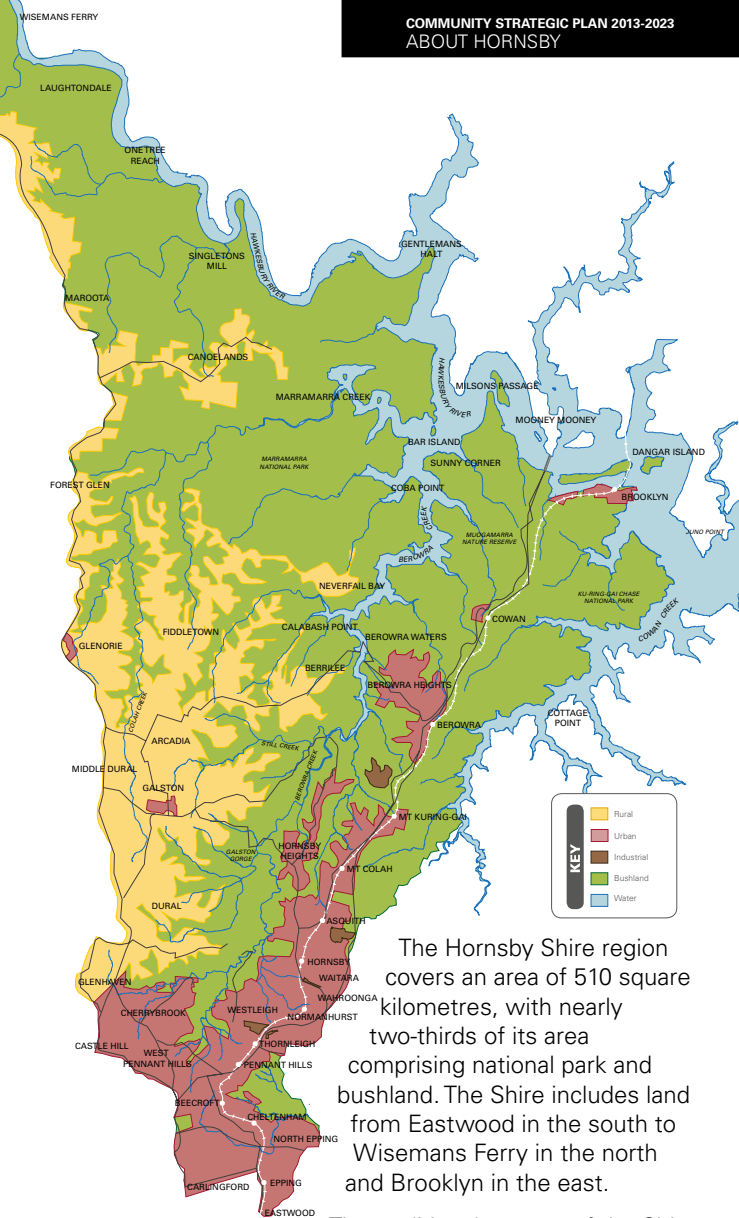 COMMUNITY STRATEGIC PLAN 2013-2023
ABOUT HORNSBY
WISEMANS FERRY
LAUGHTONDALE
ONETREE
REACH
SINGLETONS
MILL
HAWKESBURY RIVER
GENTLEMANS
HALT
MAROOTA
CANOELANDS
MARRAMARRA CREEK
HAWKESBURY RIVER
MILSONS PASSAGE
MOONEY MOONEY
BAR ISLAND
DANGAR ISLAND
SUNNY CORNER
MARRAMARRA
NATIONAL PARK
FOREST GLEN
COBA POINT
BROOKLYN
BEROWRA CREEK
MUOGAMARRA
NATURE RESERVE
JUNO POINT
NEVERFAIL BAY
KU-RING-GAI CHASE
NATIONAL PARK
COWAN CREEK
COWAN
CALABASH POINT
FIDDLETOWN
BEROWRA WATERS
GLENORIE
BERRILEE
BEROWRA HEIGHTS
COLAH CREEK
COTTAGE
POINT
BEROWRA
ARCADIA
STILL CREEK
BEROWRA CREEK
MIDDLE DURAL
GALSTON
MT KURING-GAI
HORNSBY
HEIGHTS
GALSTON
GORGE
MT COLAH
DURAL
ASQUITH
HORNSBY
WAITARA
GLENHAVEN
WAHROONGA
CHERRYBROOK
WESTLEIGH
NORMANHURST
CASTLE HILL
WEST
PENNANT HILLS
THORNLEIGH
PENNANT HILLS
BEECROFT
CHELTENHAM
NORTH EPPING
CARLINGFORD
EPPING
EASTWOOD
KEY
Rural
Urban
Industrial
Bushland
Water
The Hornsby Shire region
covers an area of 510 square
kilometres, with nearly
two-thirds of its area
comprising national park and
bushland. The Shire includes land
from Eastwood in the south to
Wisemans Ferry in the north
and Brooklyn in the east.